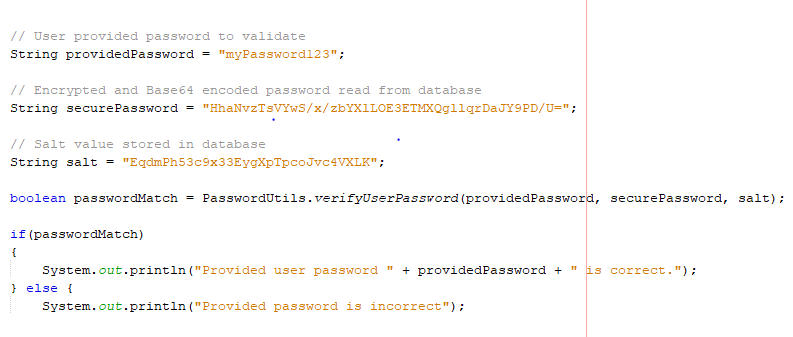 // User provided password to validate
String providedPassword = "myPassword123";
// Encrypted and Base64 encoded password read from database
String securePassword = "HhaNvzTsVYwS/x/zbYXlLOE3ETMXQgllqrDaJY9PD/U=";
// Salt value stored in database
String salt = "EqdmPh53c9x33EygXpTpcoJvc4VXLK";
boolean passwordMatch = PasswordUtils.verifyUserPassword(providedPassword, securePassword, salt);
if(passwordMatch)
{
    System.out.println("Provided user password " + providedPassword + " is correct.");
} else {
    System.out.println("Provided password is incorrect");